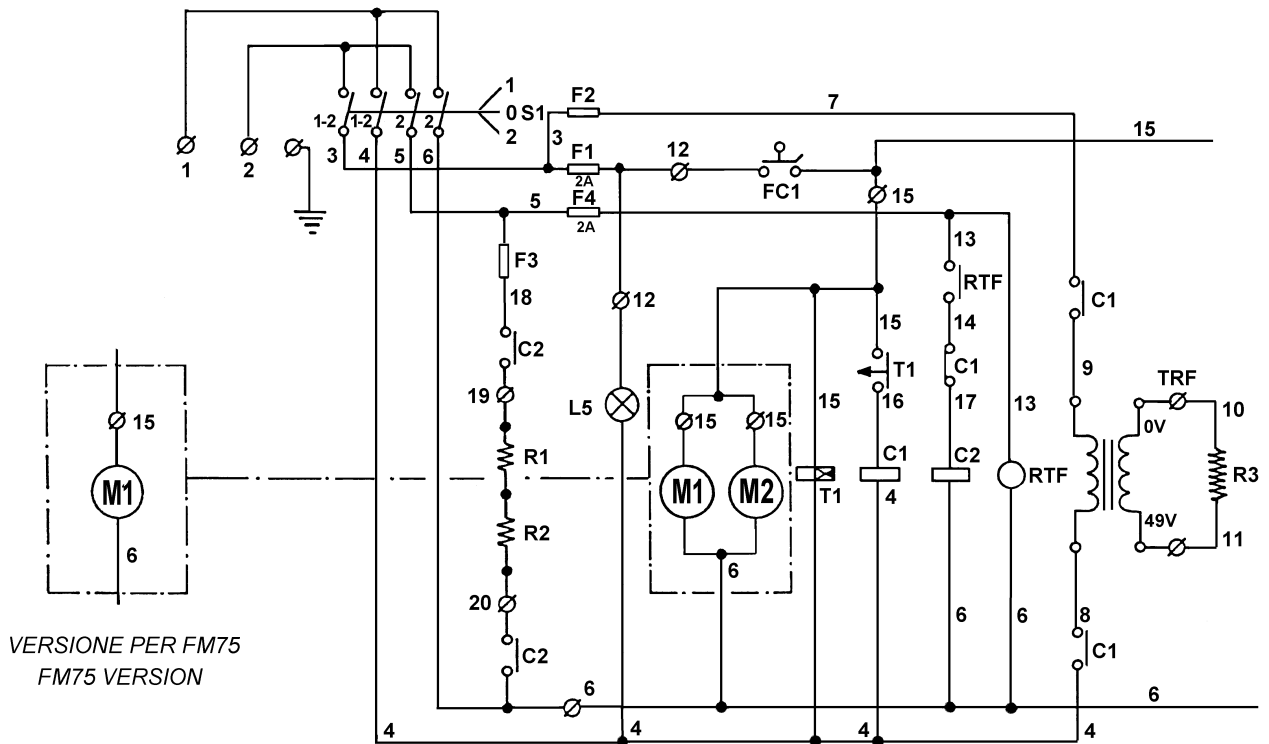 1
0 S1
2
F2
7
15
1-2
1-2
2
2
3
F1
2A
12
FC1
1
2
3
4
5
6
5
F4
2A
15
F3
13
RTF
18
12
C1
C2
15
14
T1
C1
9
TRF
19
L5
15
16
17
13
10
0V
15
R1
15
15
C1
C2
M1
M1
M2
T1
4
RTF
R3
6
R2
49V
11
6
20
6
6
8
C2
C1
VERSIONE PER FM75
FM75 VERSION
6
6
4
4
4
4